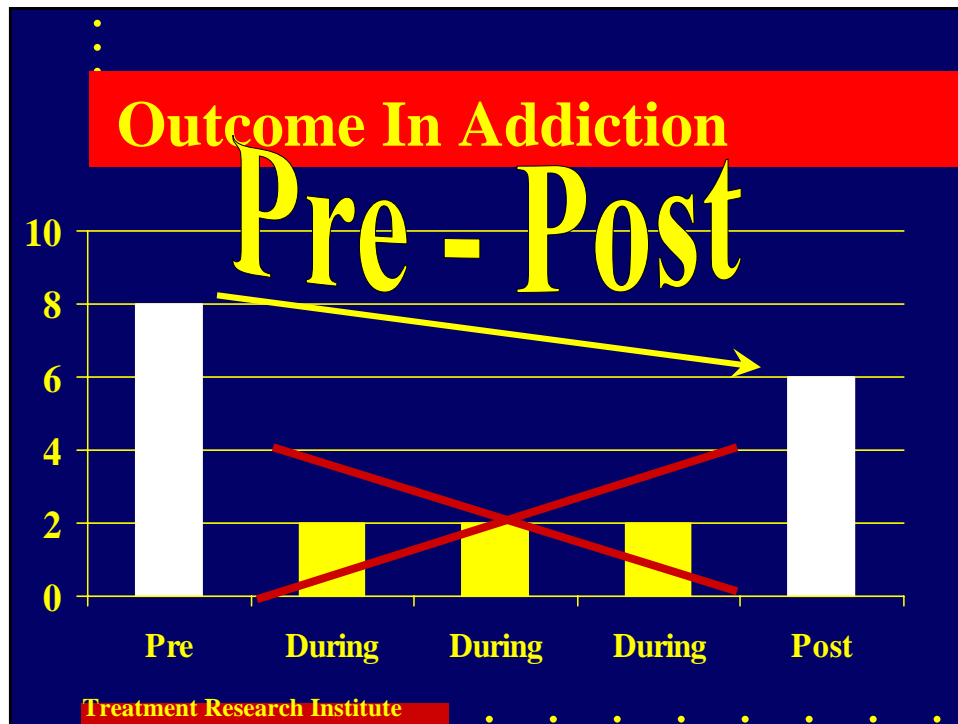 Outcome In Addiction
Pre - Post
10
8
6
4
2
0
Pre During During During Post
Treatment Research Institute